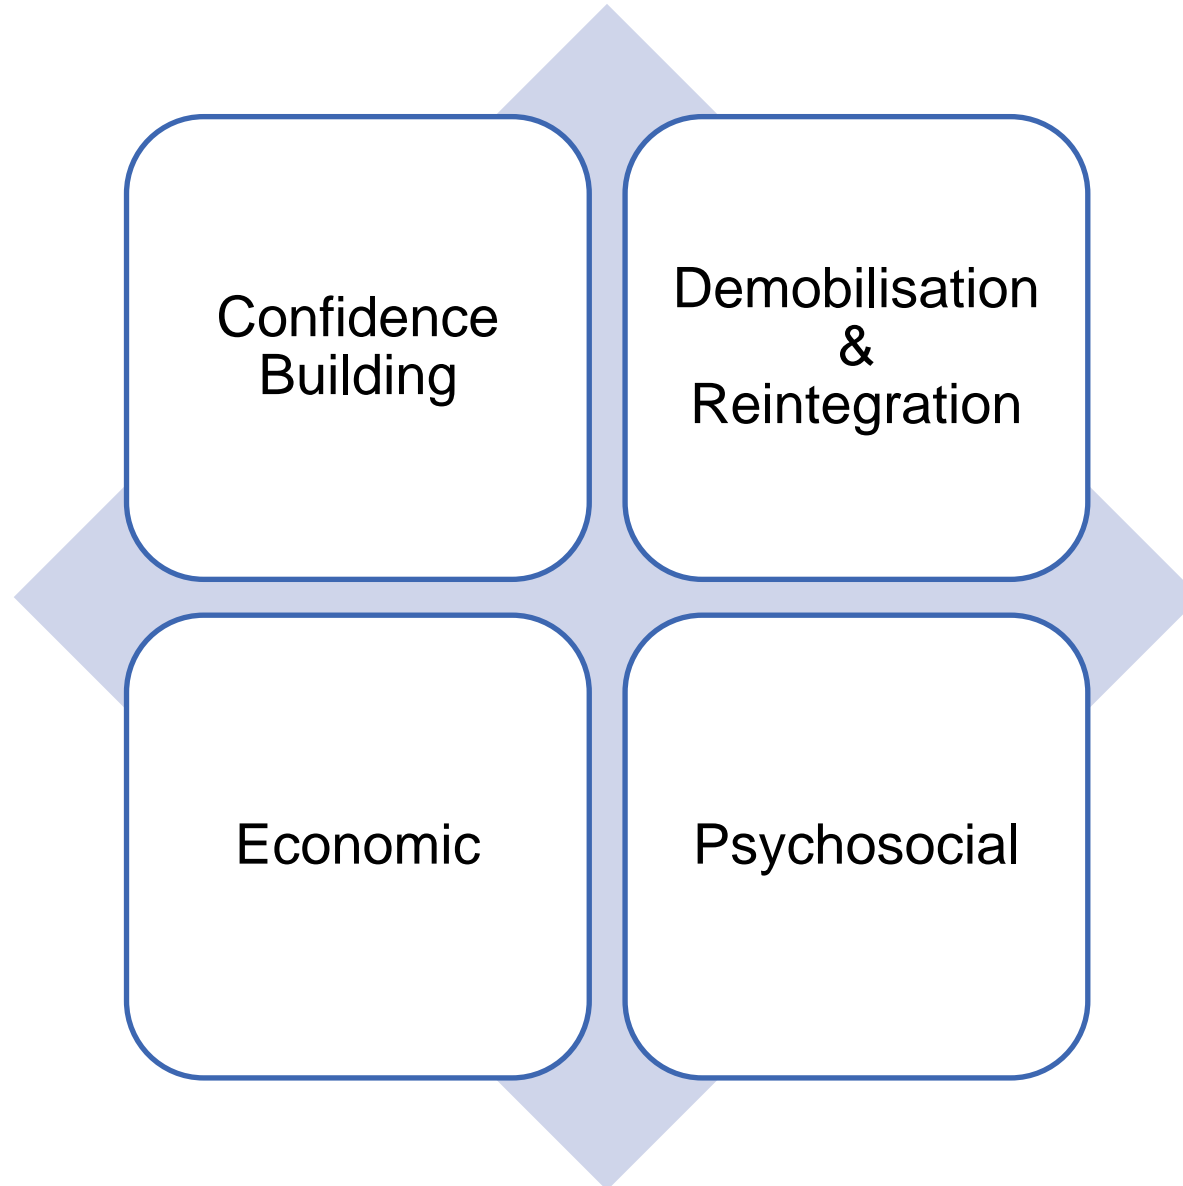 Confidence
Building
Demobilisation
&
Reintegration
Economic
Psychosocial